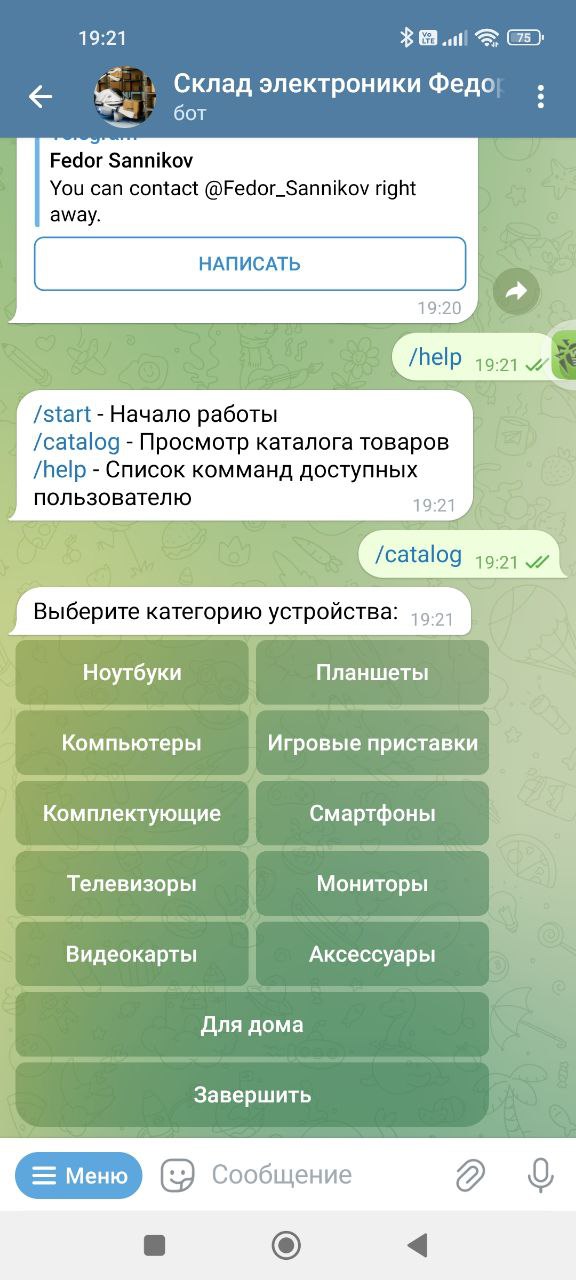 19:21
Vo LTE
75
Склад электроники Федор
бот
Telegram
Fedor Sannikov
You can contact @Fedor_Sannikov right
away.
НАПИСАТЬ
19:20
/help 19:21
/start - Начало работы
/catalog - Просмотр каталога товаров
/help - Список комманд доступных
пользователю 19:21
/catalog 19:21
Выберите категорию устройства: 19:21
Ноутбуки Планшеты
Компьютеры Игровые приставки
Комплектующие Смартфоны
Телевизоры Мониторы
Видеокарты Аксессуары
Для дома
Завершить
Меню Сообщение